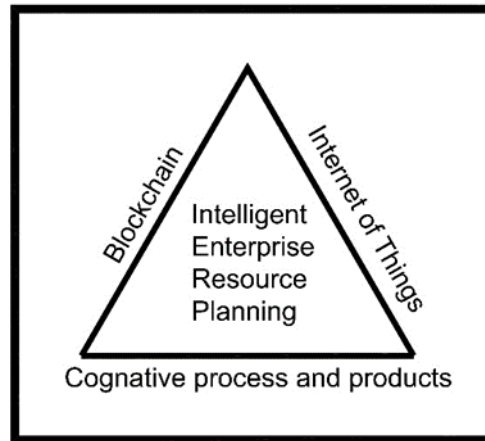 Blockchain
Internet of Things
Intelligent
Enterprise
Resource
Planning
Cognative process and products